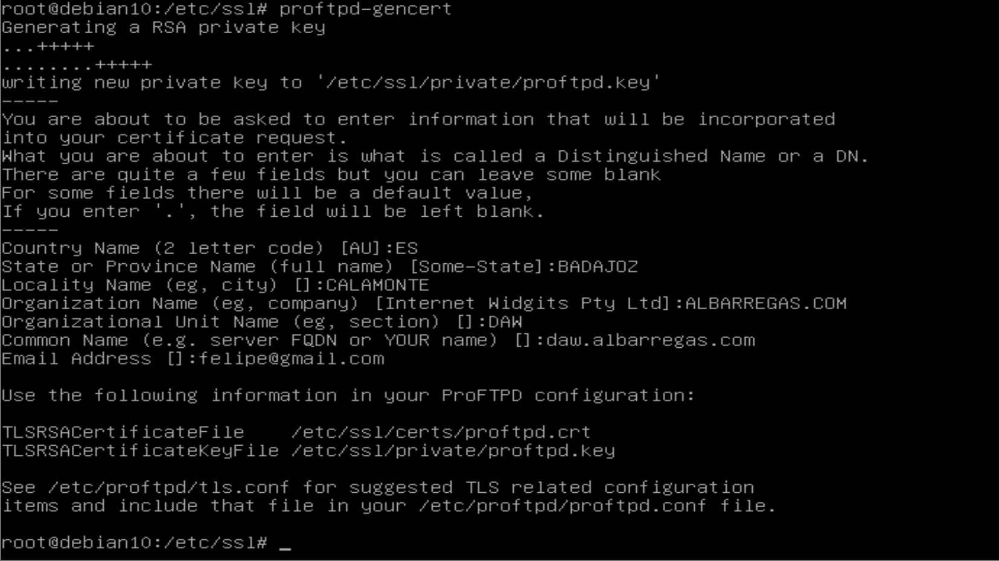 root@debian10:/etc/ssl# proftpd-gencert
Generating a RSA private key
...+++++
........+++++
writing new private key to '/etc/ssl/private/proftpd.key'
-----
You are about to be asked to enter information that will be incorporated
into your certificate request.
What you are about to enter is what is called a Distinguished Name or a DN.
There are quite a few fields but you can leave some blank
For some fields there will be a default value,
If you enter '.', the field will be left blank.
-----
Country Name (2 letter code) [AU]:ES
State or Province Name (full name) [Some-State]:BADAJOZ
Locality Name (eg, city) []:CALAMONTE
Organization Name (eg, company) [Internet Widgits Pty Ltd]:ALBARREGAS.COM
Organizational Unit Name (eg, section) []:DAW
Common Name (e.g. server FQDN or YOUR name) []:daw.albarregas.com
Email Address []:felipe@gmail.com

Use the following information in your ProFTPD configuration:

TLSRSACertificateFile    /etc/ssl/certs/proftpd.crt
TLSRSACertificateKeyFile /etc/ssl/private/proftpd.key

See /etc/proftpd/tls.conf for suggested TLS related configuration
items and include that file in your /etc/proftpd/proftpd.conf file.

root@debian10:/etc/ssl# _